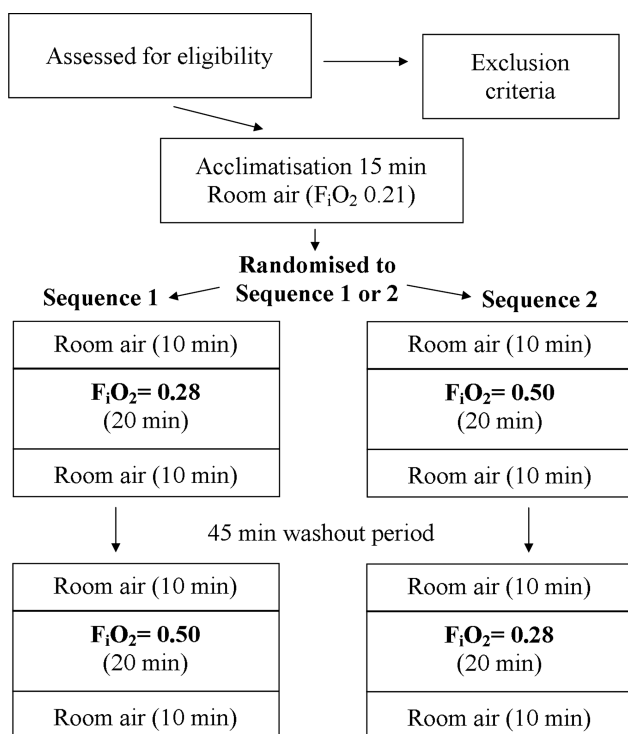 Assessed for eligibility
Exclusion
criteria
Acclimatisation 15 min
Room air (FᵢO₂ 0.21)
Randomised to
Sequence 1 or 2
Sequence 1
Room air (10 min)
FᵢO₂= 0.28
(20 min)
Room air (10 min)
Sequence 2
Room air (10 min)
FᵢO₂= 0.50
(20 min)
Room air (10 min)
45 min washout period
Room air (10 min)
FᵢO₂= 0.50
(20 min)
Room air (10 min)
Room air (10 min)
FᵢO₂= 0.28
(20 min)
Room air (10 min)